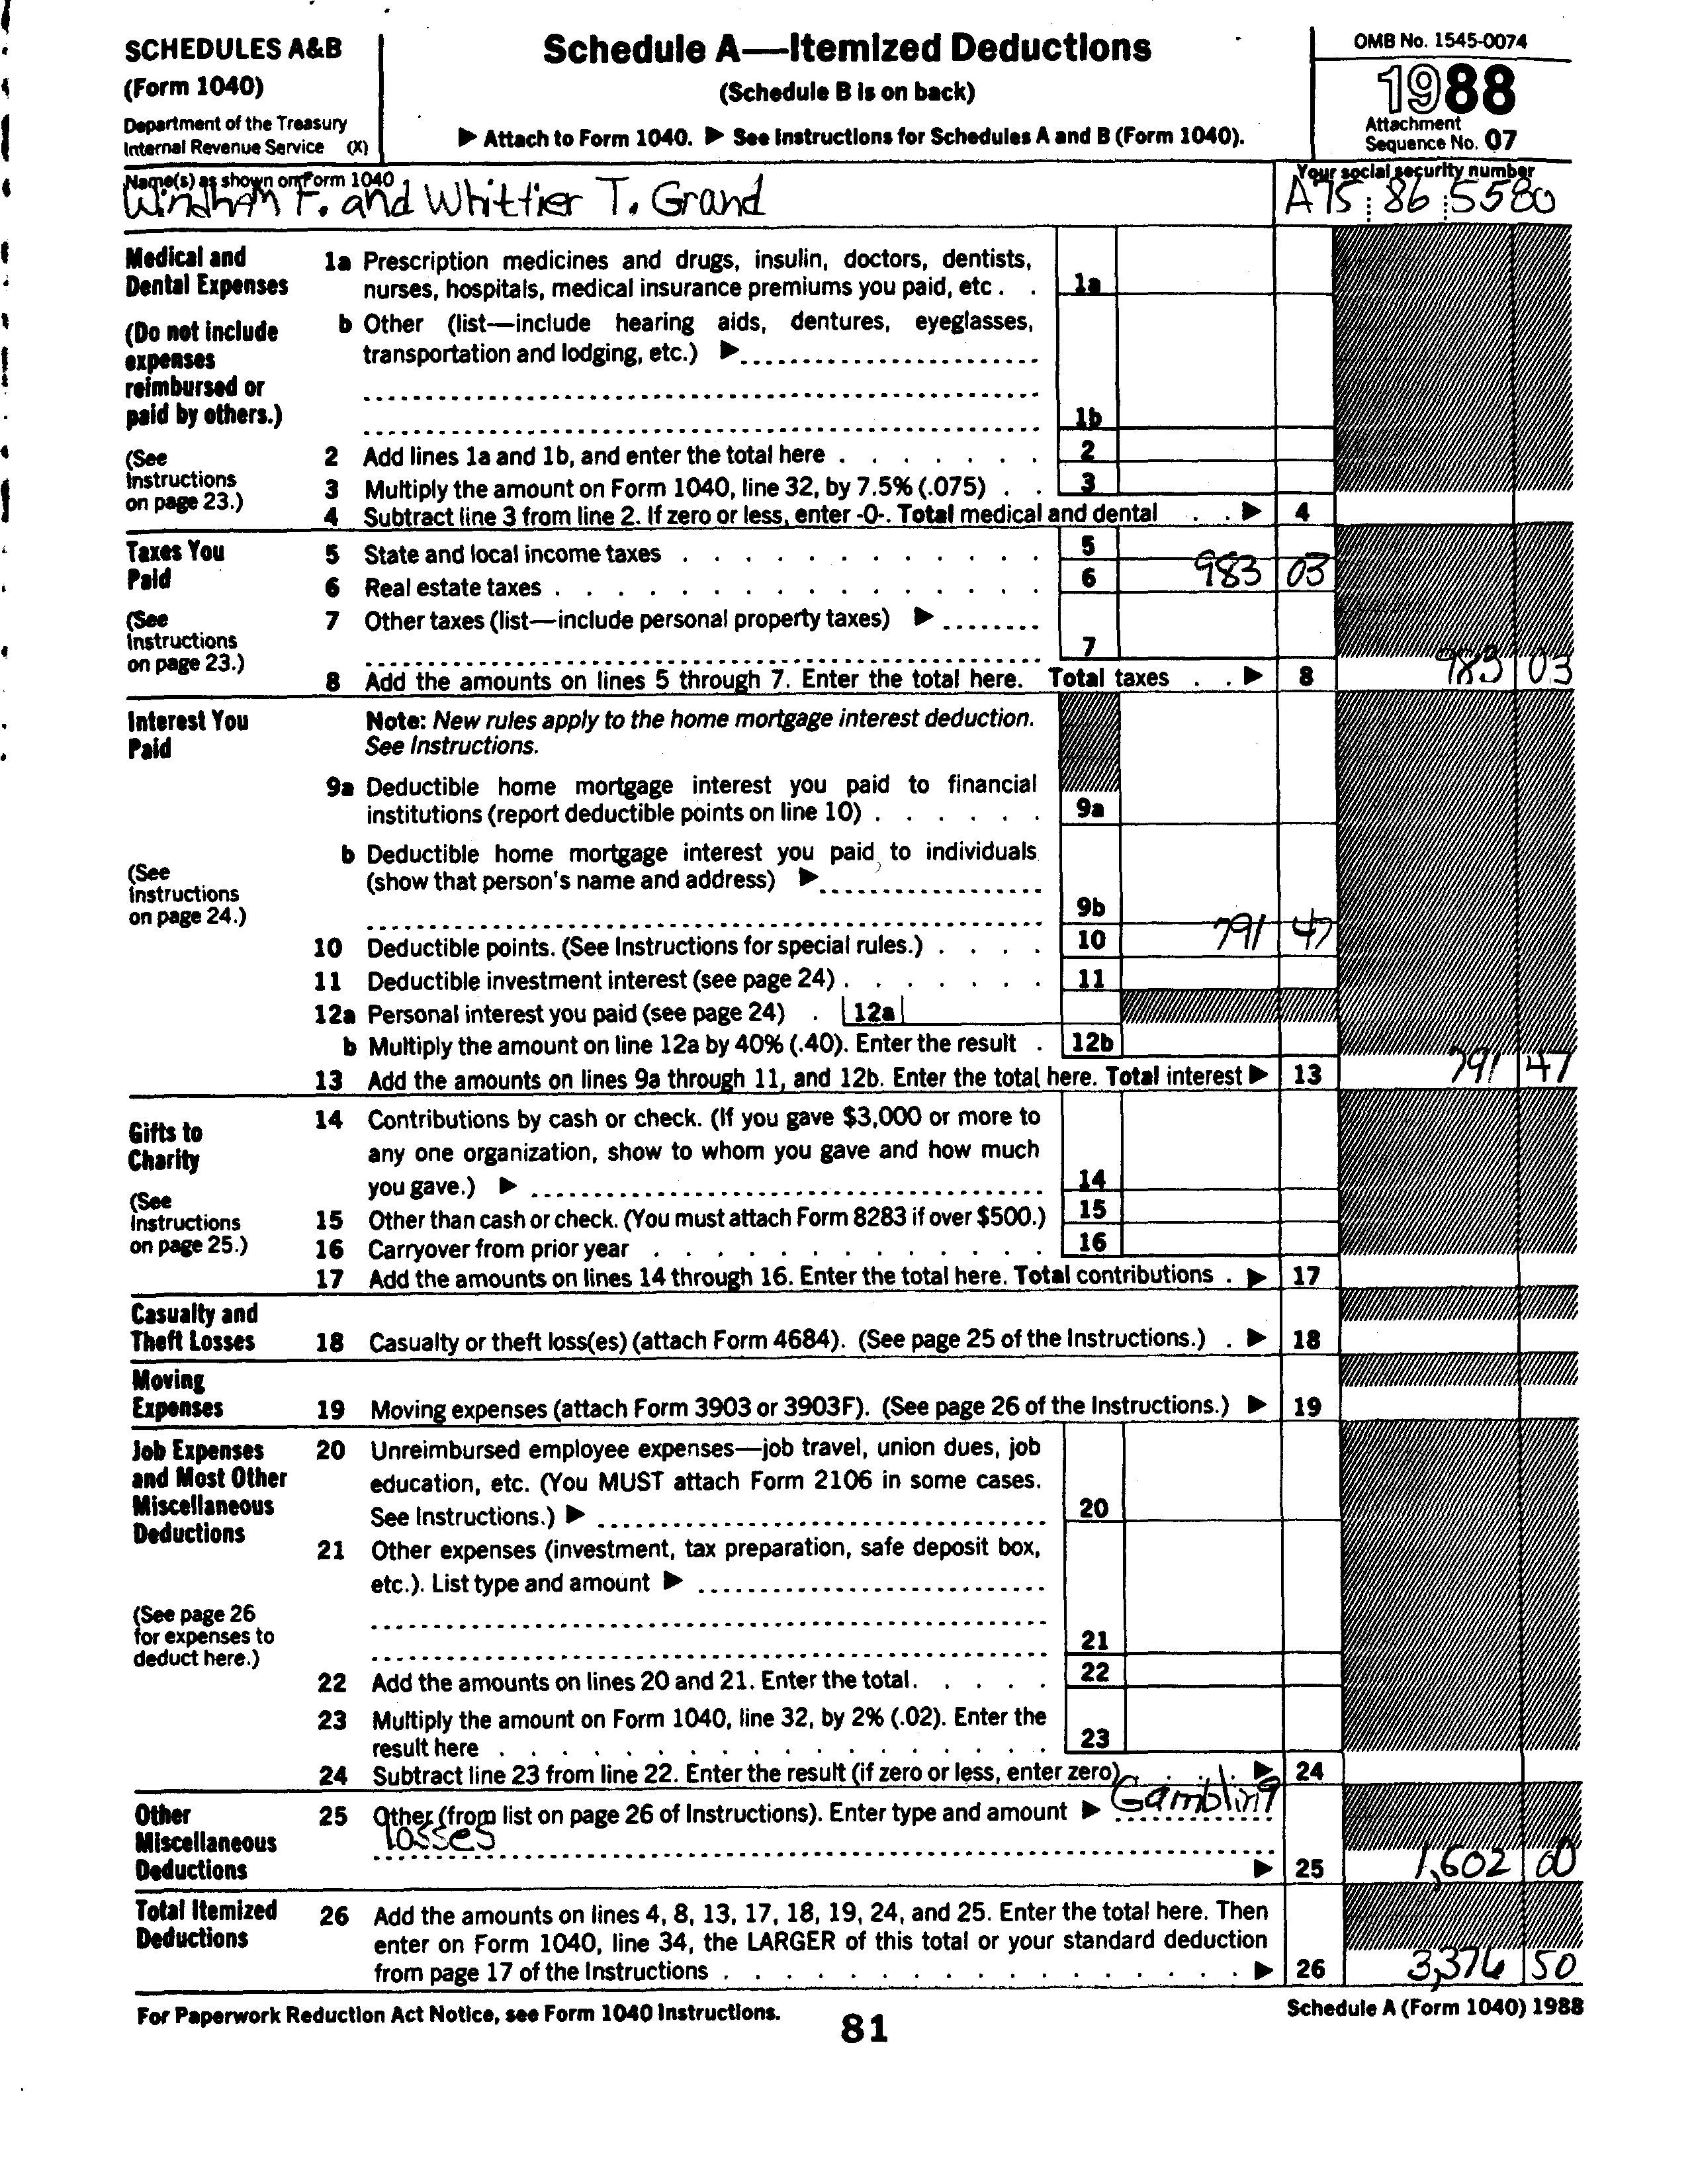 SCHEDULES A&B
(Form 1040)
Department of the Treasury
Internal Revenue Service (X)
Schedule A—Itemized Deductions
(Schedule B is on back)
▶ Attach to Form 1040. ▶ See Instructions for Schedules A and B (Form 1040).
OMB No. 1545-0074
1988
Attachment
Sequence No. 07
Name(s) as shown on Form 1040
Windham F. and Whittier T. Grand
Your social security number
A75 86 5580
Medical and
Dental Expenses
(Do not include
expenses
reimbursed or
paid by others.)
(See
Instructions
on page 23.)
1a Prescription medicines and drugs, insulin, doctors, dentists,
nurses, hospitals, medical insurance premiums you paid, etc . . 1a
b Other (list—include hearing aids, dentures, eyeglasses,
transportation and lodging, etc.) ▶
1b
2 Add lines 1a and 1b, and enter the total here . . . . . . . 2
3 Multiply the amount on Form 1040, line 32, by 7.5% (.075) . . 3
4 Subtract line 3 from line 2. If zero or less, enter -0-. Total medical and dental . . ▶ 4
Taxes You
Paid
(See
Instructions
on page 23.)
5 State and local income taxes . . . . . . . . . . . . 5
6 Real estate taxes . . . . . . . . . . . . . . . . 6 983 03
7 Other taxes (list—include personal property taxes) ▶
7
8 Add the amounts on lines 5 through 7. Enter the total here. Total taxes . . ▶ 8 983 03
Interest You
Paid
(See
Instructions
on page 24.)
Note: New rules apply to the home mortgage interest deduction.
See Instructions.
9a Deductible home mortgage interest you paid to financial
institutions (report deductible points on line 10) . . . . . . 9a
b Deductible home mortgage interest you paid to individuals
(show that person's name and address) ▶
9b
10 Deductible points. (See Instructions for special rules.) . . . . 10 791 47
11 Deductible investment interest (see page 24) . . . . . . . 11
12a Personal interest you paid (see page 24) . 12a
b Multiply the amount on line 12a by 40% (.40). Enter the result . 12b
13 Add the amounts on lines 9a through 11, and 12b. Enter the total here. Total interest ▶ 13 791 47
Gifts to
Charity
(See
Instructions
on page 25.)
14 Contributions by cash or check. (If you gave $3,000 or more to
any one organization, show to whom you gave and how much
you gave.) ▶ 14
15 Other than cash or check. (You must attach Form 8283 if over $500.) 15
16 Carryover from prior year . . . . . . . . . . . . . 16
17 Add the amounts on lines 14 through 16. Enter the total here. Total contributions . ▶ 17
Casualty and
Theft Losses
18 Casualty or theft loss(es) (attach Form 4684). (See page 25 of the Instructions.) . ▶ 18
Moving
Expenses
19 Moving expenses (attach Form 3903 or 3903F). (See page 26 of the Instructions.) ▶ 19
Job Expenses
and Most Other
Miscellaneous
Deductions
(See page 26
for expenses to
deduct here.)
20 Unreimbursed employee expenses—job travel, union dues, job
education, etc. (You MUST attach Form 2106 in some cases.
See Instructions.) ▶ 20
21 Other expenses (investment, tax preparation, safe deposit box,
etc.). List type and amount ▶
21
22 Add the amounts on lines 20 and 21. Enter the total. . . . . 22
23 Multiply the amount on Form 1040, line 32, by 2% (.02). Enter the
result here . . . . . . . . . . . . . . . . . . 23
24 Subtract line 23 from line 22. Enter the result (if zero or less, enter zero) . . . . ▶ 24
Other
Miscellaneous
Deductions
25 Other (from list on page 26 of Instructions). Enter type and amount ▶ Gambling
losses
▶ 25 1,602 00
Total Itemized
Deductions
26 Add the amounts on lines 4, 8, 13, 17, 18, 19, 24, and 25. Enter the total here. Then
enter on Form 1040, line 34, the LARGER of this total or your standard deduction
from page 17 of the Instructions . . . . . . . . . . . . . . . . . ▶ 26 3,376 50
For Paperwork Reduction Act Notice, see Form 1040 Instructions.
81
Schedule A (Form 1040) 1988